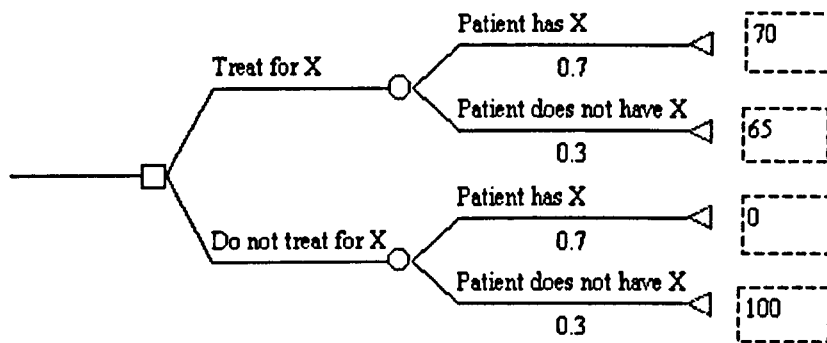 Patient has X
70
Treat for X
0.7
Patient does not have X
65
0.3
Patient has X
0
Do not treat for X
0.7
Patient does not have X
100
0.3